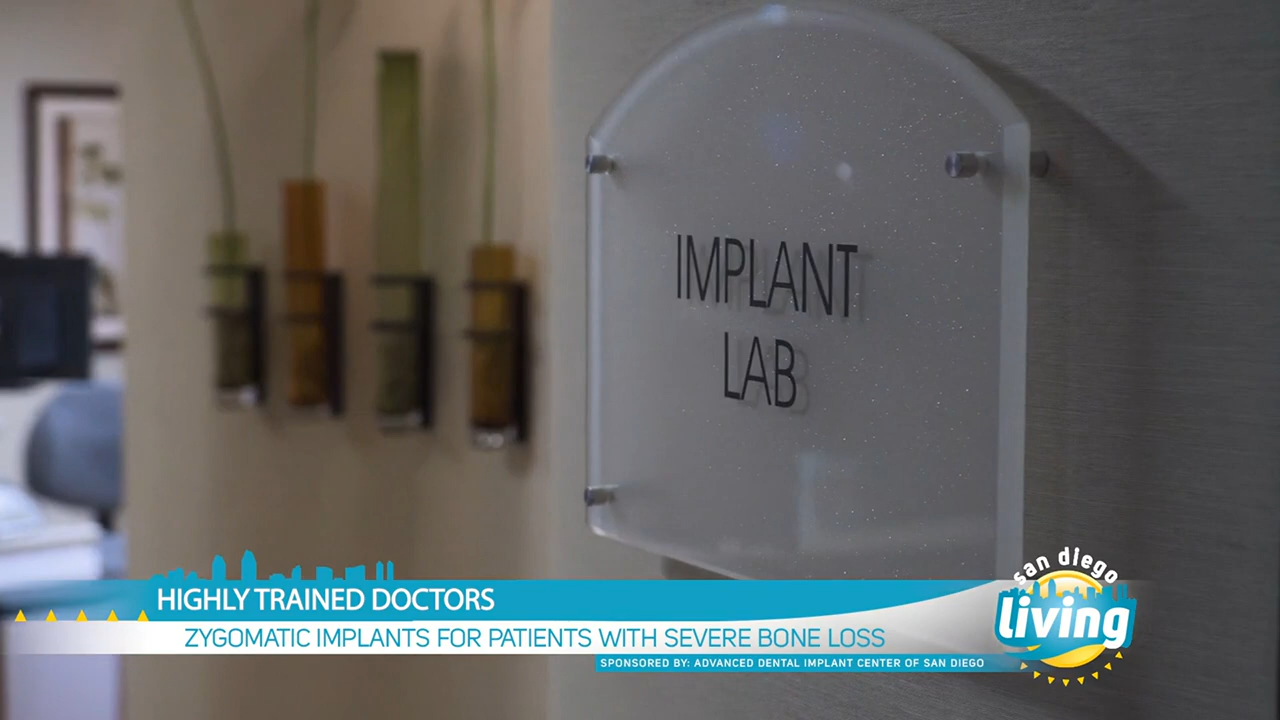 IMPLANT
LAB
HIGHLY TRAINED DOCTORS
ZYGOMATIC IMPLANTS FOR PATIENTS WITH SEVERE BONE LOSS
SPONSORED BY: ADVANCED DENTAL IMPLANT CENTER OF SAN DIEGO
san diego
living